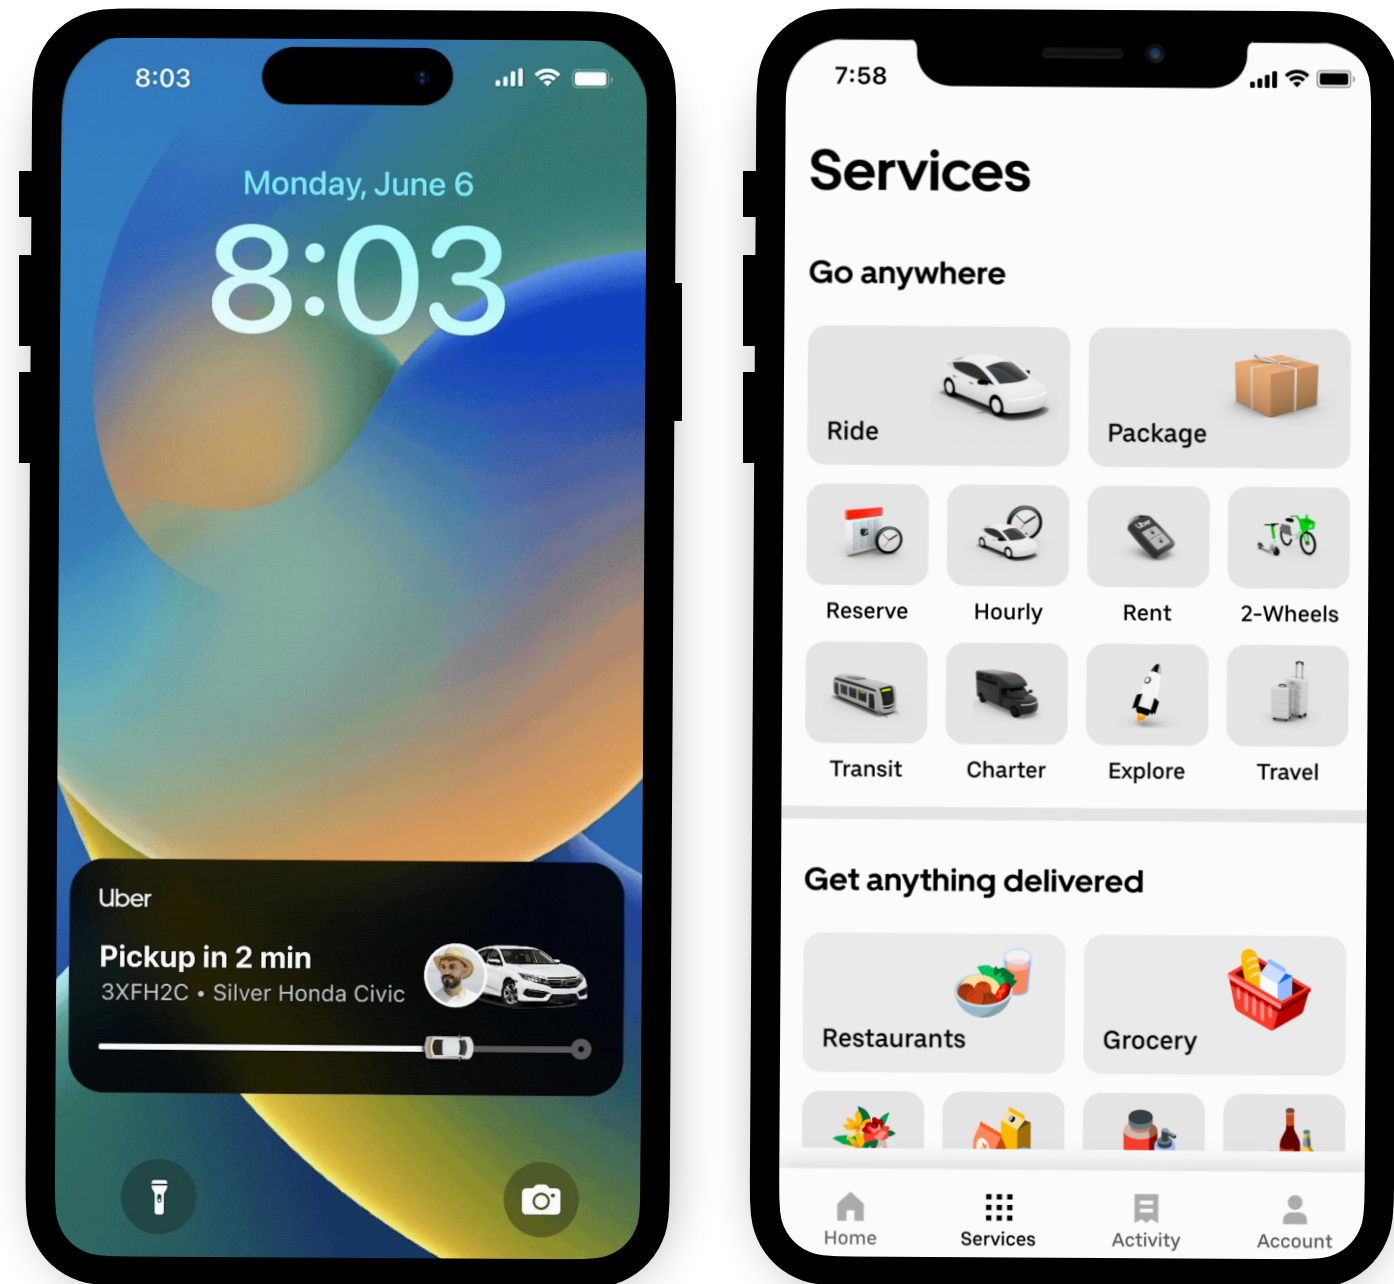 8:03
Monday, June 6
8:03
Uber
Pickup in 2 min
3XFH2C • Silver Honda Civic
7:58
Services
Go anywhere
Ride
Package
Uber
Reserve
Hourly
Rent
2-Wheels
Transit
Charter
Explore
Travel
Get anything delivered
Restaurants
Grocery
Home
Services
Activity
Account